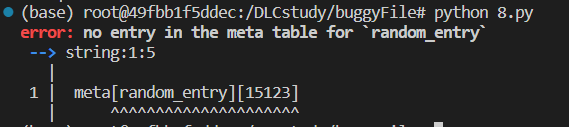 (base) root@49fbb1f5ddec:/DLCstudy/buggyFile# python 8.py
error: no entry in the meta table for `random_entry`
--> string:1:5
|
1 | meta[random_entry][15123]
| ^^^^^^^^^^^^^^^^^^^^^